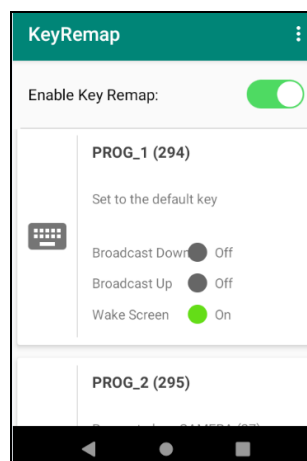 KeyRemap
Enable Key Remap:
PROG_1 (294)
Set to the default key
Broadcast Down Off
Broadcast Up Off
Wake Screen On
PROG_2 (295)